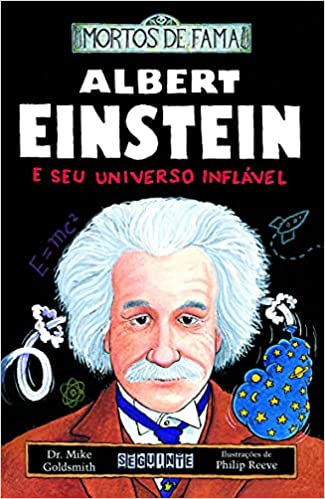 MORTOS DE FAMA
ALBERT
EINSTEIN
E SEU UNIVERSO INFLÁVEL
E=mc²
Dr. Mike
Goldsmith
SEGUINTE
Ilustrações de
Philip Reeve